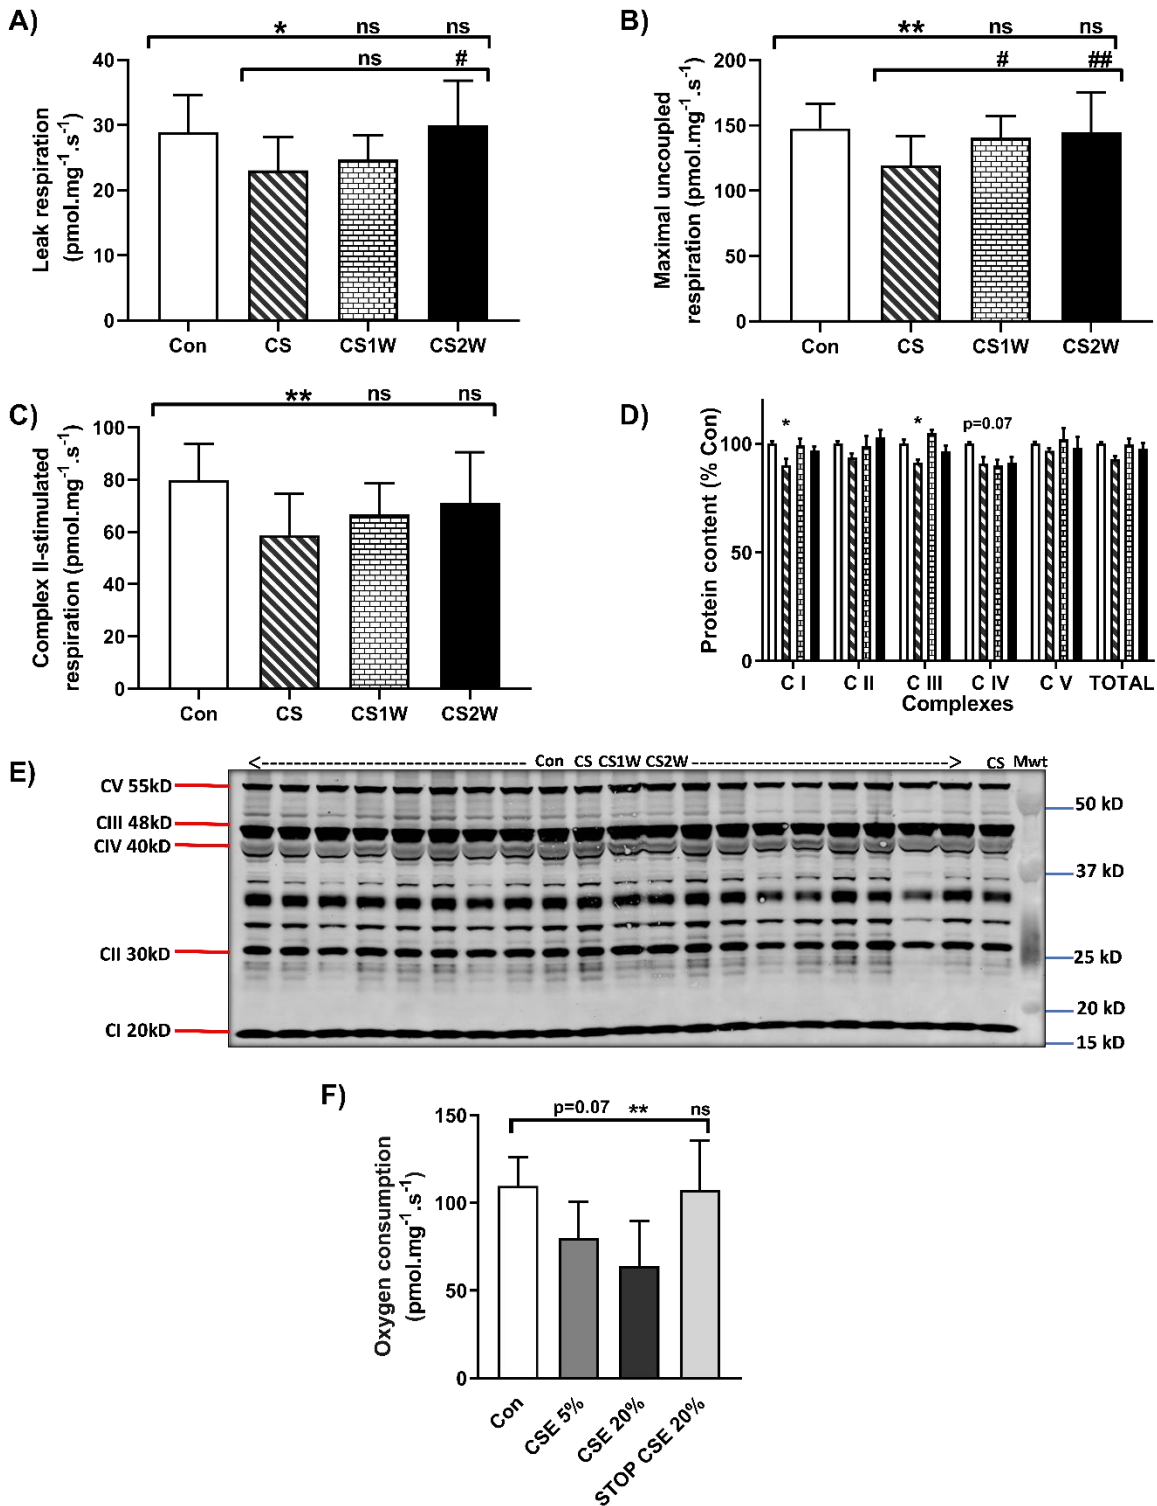 A)
* ns ns
ns #
40
30
20
10
0
Leak respiration
(pmol.mg⁻¹.s⁻¹)
Con CS CS1W CS2W
B)
** ns ns
# ##
200
150
100
50
0
Maximal uncoupled
respiration (pmol.mg⁻¹.s⁻¹)
Con CS CS1W CS2W
C)
** ns ns
100
80
60
40
20
0
Complex II-stimulated
respiration (pmol.mg⁻¹.s⁻¹)
Con CS CS1W CS2W
D)
* * p=0.07
100
50
0
Protein content (% Con)
C I C II C III C IV C V TOTAL
Complexes
E)
<------------------------------ Con CS CS1W CS2W ------------------------------> CS Mwt
CV 55kD
CIII 48kD
CIV 40kD
CII 30kD
CI 20kD
50 kD
37 kD
25 kD
20 kD
15 kD
F)
p=0.07 ** ns
150
100
50
0
Oxygen consumption
(pmol.mg⁻¹.s⁻¹)
Con
CSE 5%
CSE 20%
STOP CSE 20%